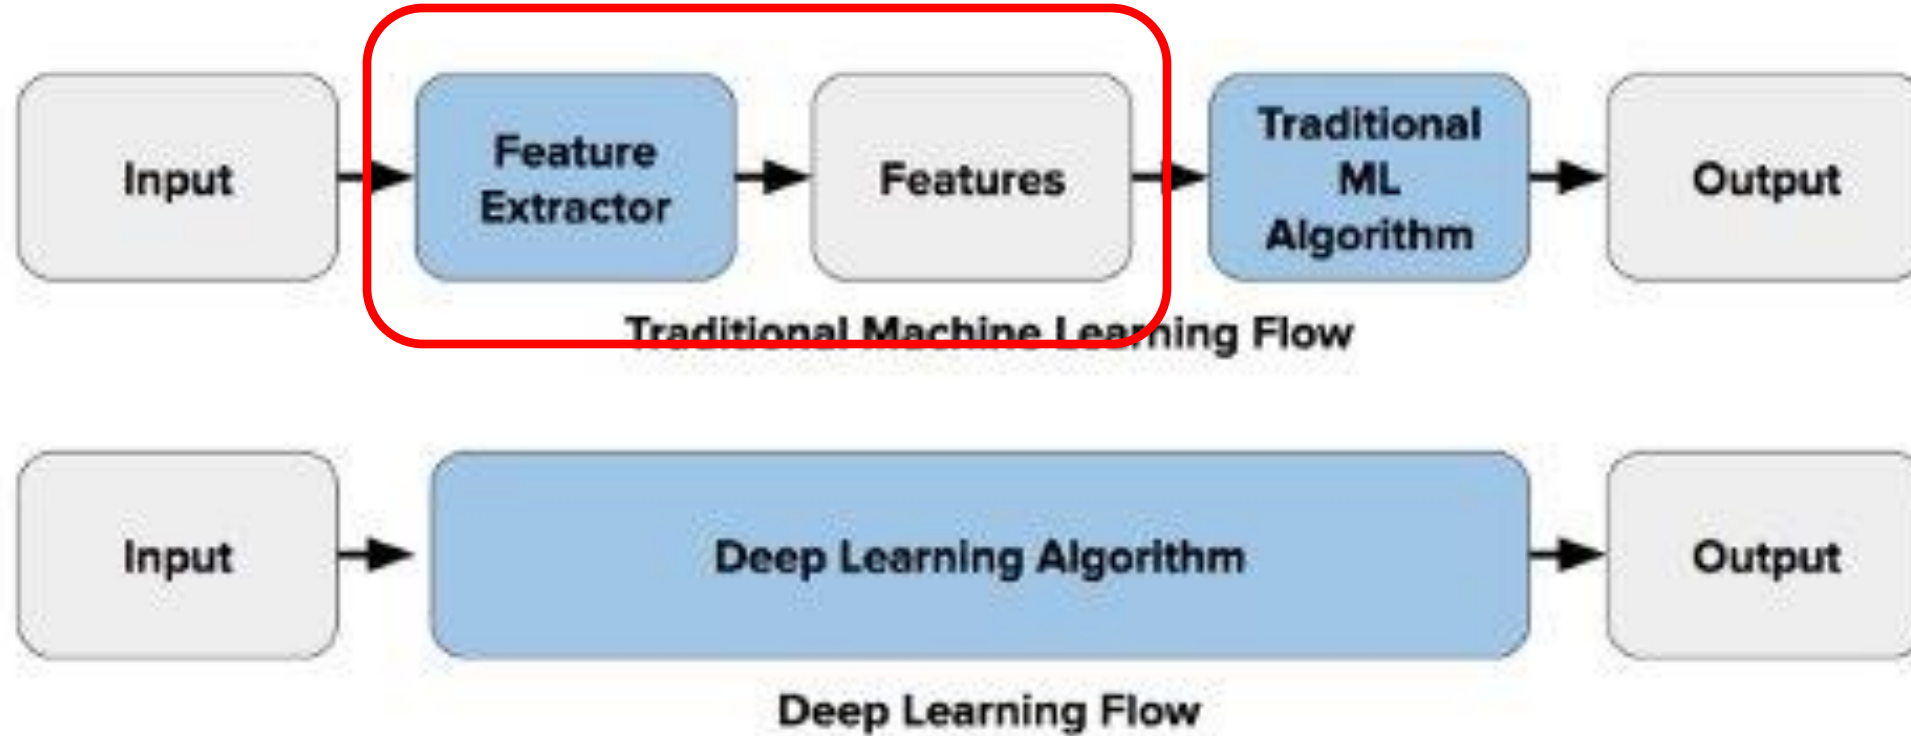 Input
Feature
Extractor
Features
Traditional
ML
Algorithm
Output
Traditional Machine Learning Flow
Input
Deep Learning Algorithm
Output
Deep Learning Flow